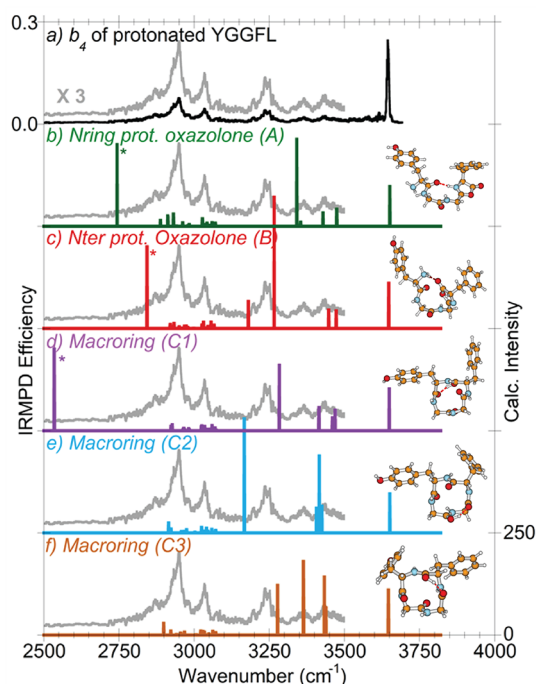 0.3
a) b4 of protonated YGGFL
X 3
0.0
b) Nring prot. oxazolone (A)
*
c) Nter prot. Oxazolone (B)
*
d) Macroring (C1)
*
e) Macroring (C2)
250
f) Macroring (C3)
0
IRMPD Efficiency
Calc. Intensity
2500 2750 3000 3250 3500 3750 4000
Wavenumber (cm-1)